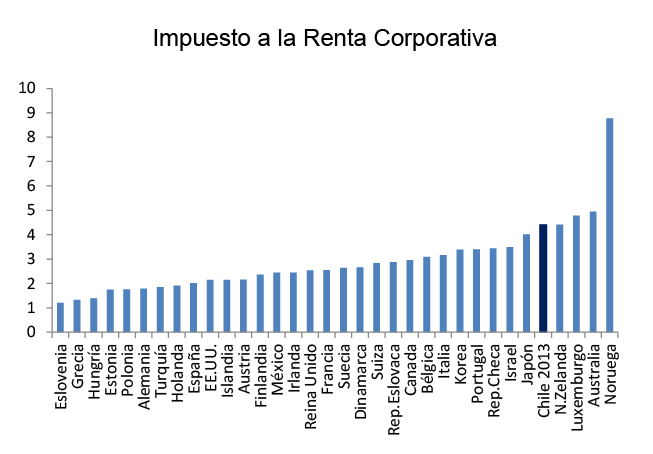 Impuesto a la Renta Corporativa
10
9
8
7
6
5
4
3
2
1
0
Eslovenia
Grecia
Hungría
Estonia
Polonia
Alemania
Turquía
Holanda
España
EE.UU.
Islandia
Austria
Finlandia
México
Irlanda
Reina Unido
Francia
Suecia
Dinamarca
Suiza
Rep. Eslovaca
Canada
Bélgica
Italia
Korea
Portugal
Rep.Checa
Israel
Japón
Chile 2013
N.Zelanda
Luxemburgo
Australia
Noruega